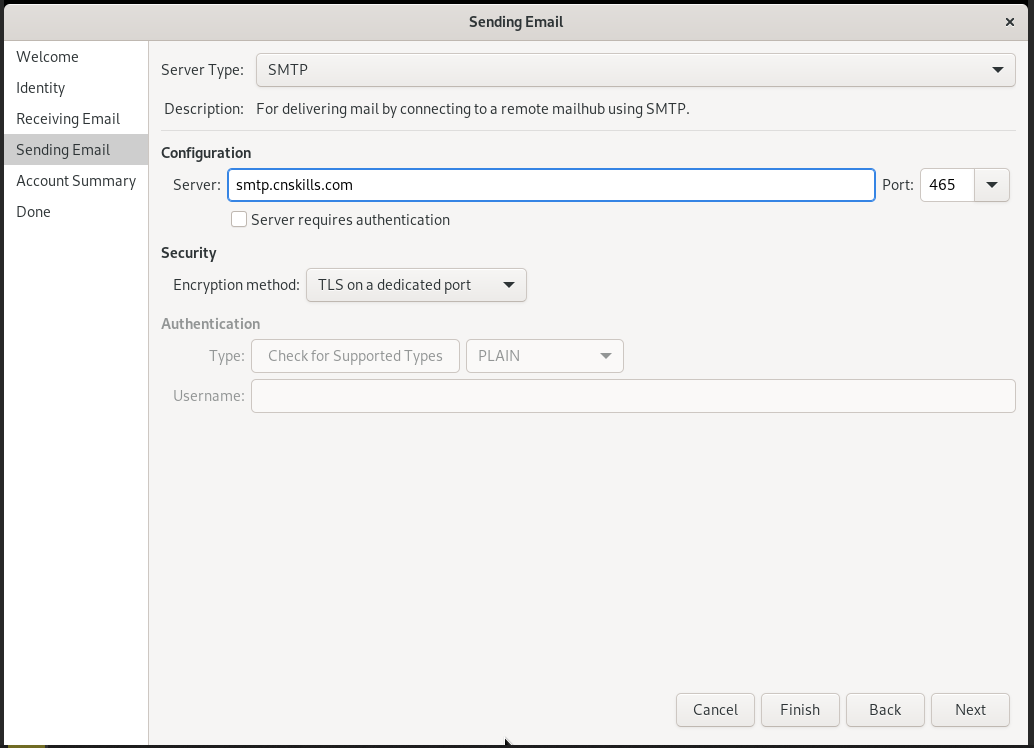 Sending Email
Welcome
Identity
Receiving Email
Sending Email
Account Summary
Done
Server Type: SMTP
Description: For delivering mail by connecting to a remote mailhub using SMTP.
Configuration
Server: smtp.cnskills.com Port: 465
Server requires authentication
Security
Encryption method: TLS on a dedicated port
Authentication
Type: Check for Supported Types PLAIN
Username:
Cancel Finish Back Next